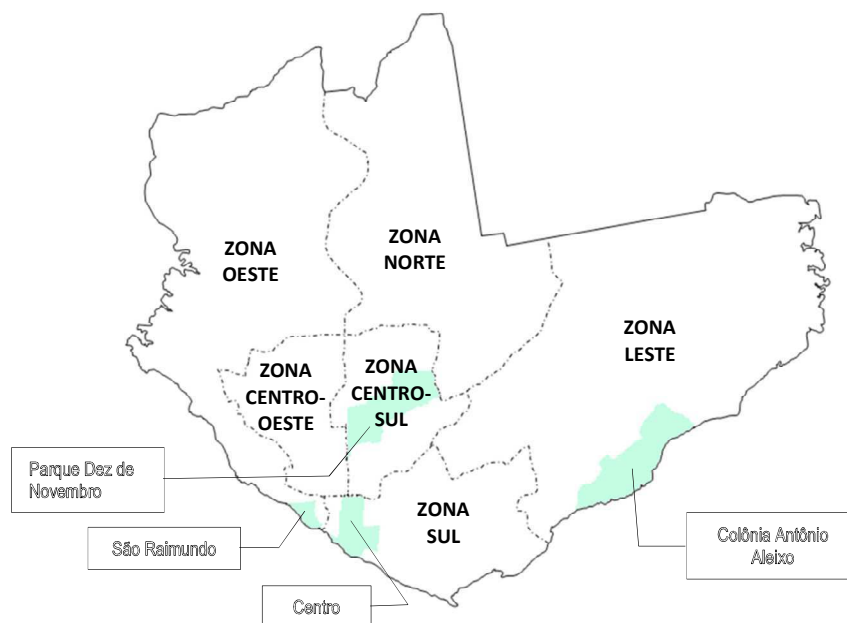 ZONA
OESTE
ZONA
NORTE
ZONA
LESTE
ZONA
CENTRO-
OESTE
ZONA
CENTRO-
SUL
ZONA
SUL
Parque Dez de
Novembro
São Raimundo
Centro
Colônia Antônio
Aleixo